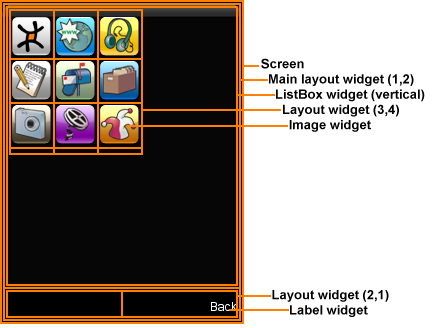 www
Screen
Main layout widget (1,2)
ListBox widget (vertical)
Layout widget (3,4)
Image widget
Layout widget (2,1)
Back
Label widget